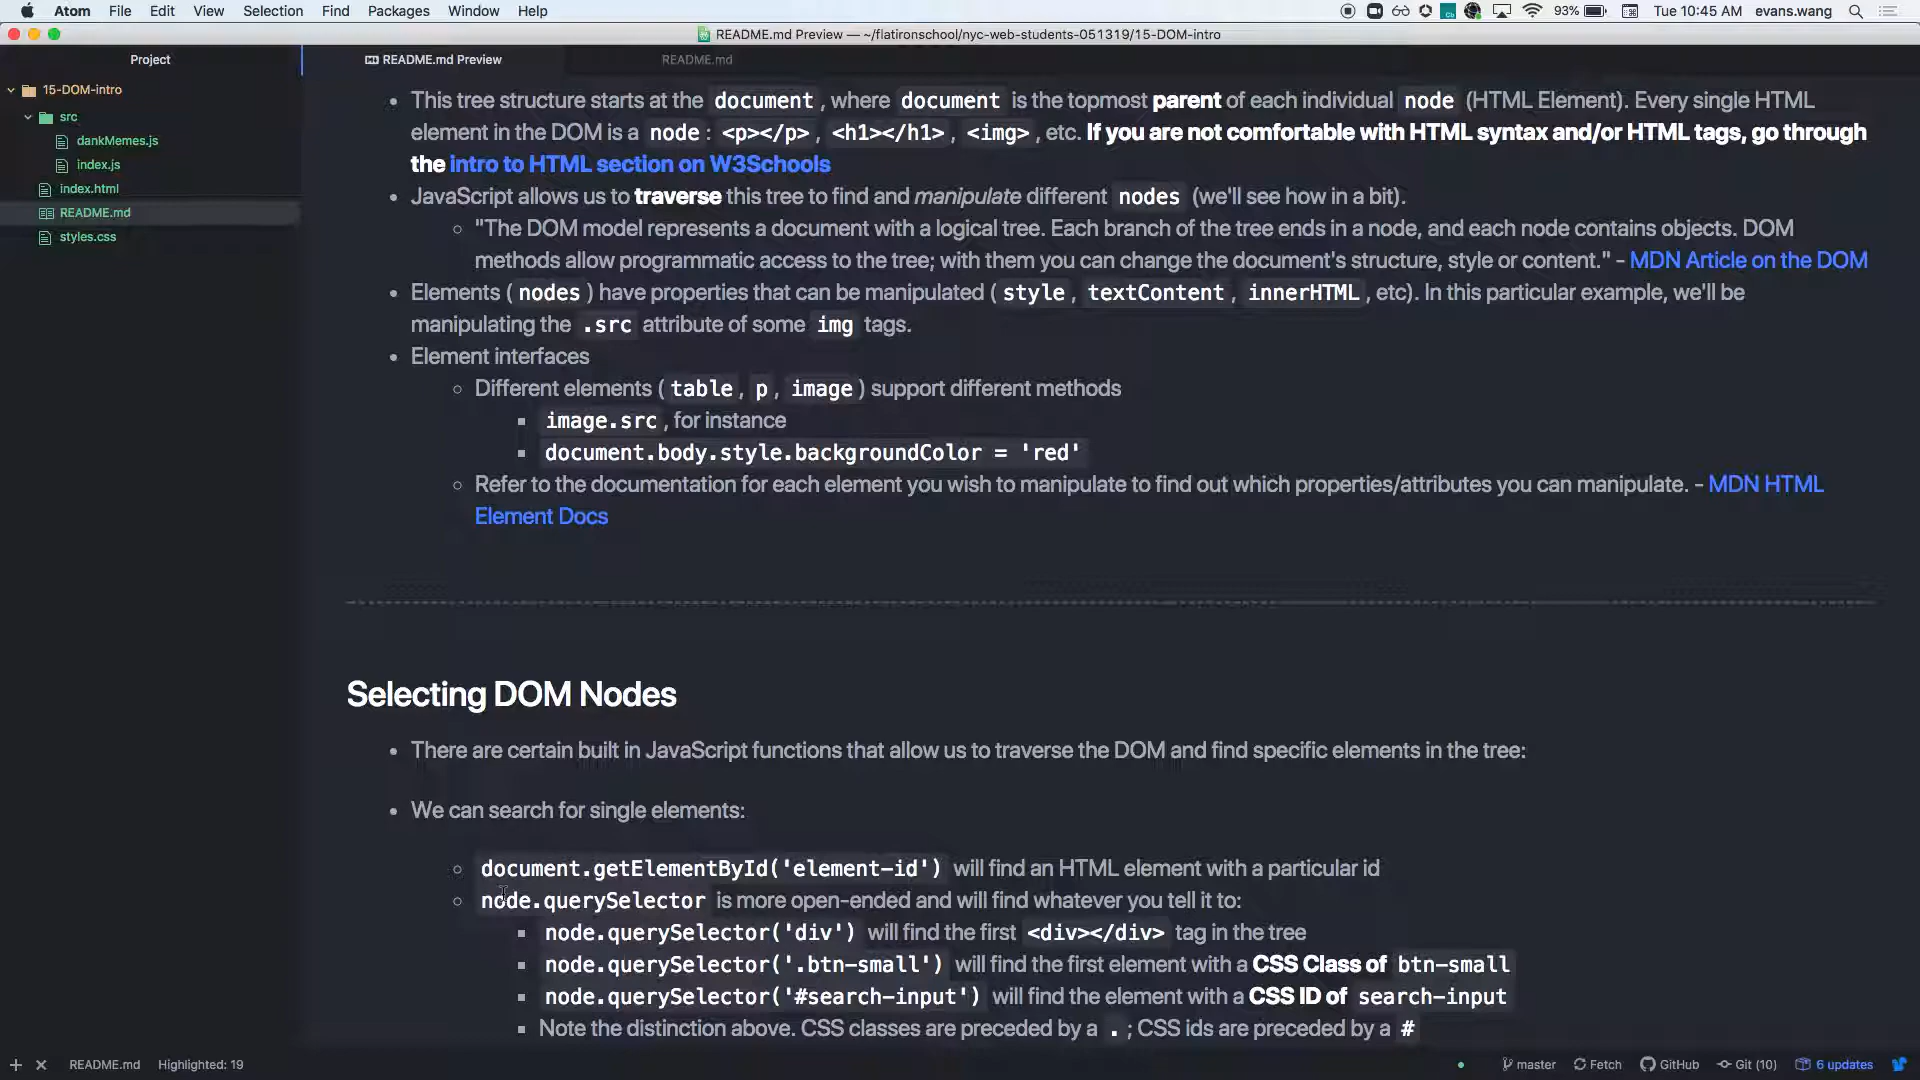 Atom File Edit View Selection Find Packages Window Help 93% Tue 10:45 AM evans.wang
README.md Preview — ~/flatironschool/nyc-web-students-051319/15-DOM-intro
Project
README.md Preview
README.md
15-DOM-intro
src
dankMemes.js
index.js
index.html
README.md
styles.css
This tree structure starts at the document , where document is the topmost parent of each individual node (HTML Element). Every single HTML
element in the DOM is a node : <p></p> , <h1></h1> , <img> , etc. If you are not comfortable with HTML syntax and/or HTML tags, go through
the intro to HTML section on W3Schools
JavaScript allows us to traverse this tree to find and manipulate different nodes (we'll see how in a bit).
"The DOM model represents a document with a logical tree. Each branch of the tree ends in a node, and each node contains objects. DOM
methods allow programmatic access to the tree; with them you can change the document's structure, style or content." - MDN Article on the DOM
Elements ( nodes ) have properties that can be manipulated ( style , textContent , innerHTML , etc). In this particular example, we'll be
manipulating the .src attribute of some img tags.
Element interfaces
Different elements ( table , p , image ) support different methods
image.src , for instance
document.body.style.backgroundColor = 'red'
Refer to the documentation for each element you wish to manipulate to find out which properties/attributes you can manipulate. - MDN HTML
Element Docs
Selecting DOM Nodes
There are certain built in JavaScript functions that allow us to traverse the DOM and find specific elements in the tree:
We can search for single elements:
document.getElementById('element-id') will find an HTML element with a particular id
node.querySelector is more open-ended and will find whatever you tell it to:
node.querySelector('div') will find the first <div></div> tag in the tree
node.querySelector('.btn-small') will find the first element with a CSS Class of btn-small
node.querySelector('#search-input') will find the element with a CSS ID of search-input
Note the distinction above. CSS classes are preceded by a . ; CSS ids are preceded by a #
README.md Highlighted: 19 master Fetch GitHub Git (10) 6 updates